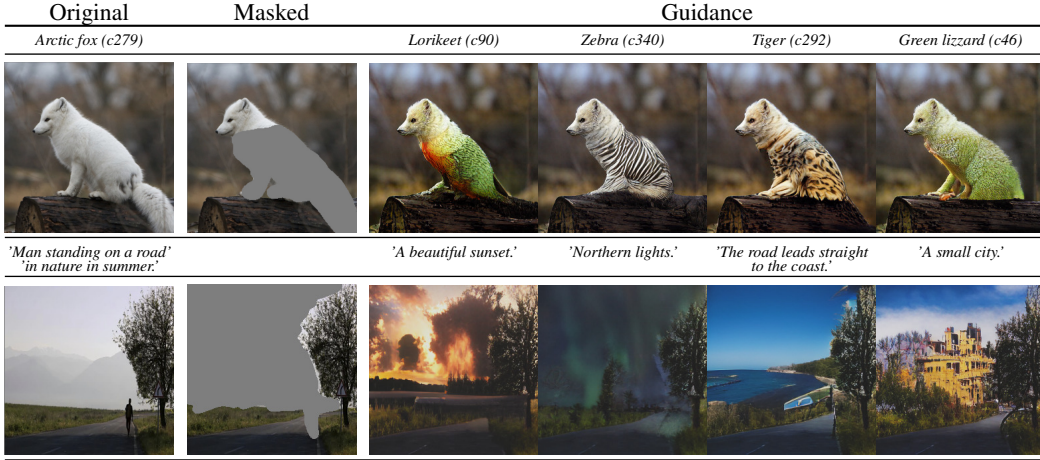 Original Masked Guidance
Arctic fox (c279) Lorikeet (c90) Zebra (c340) Tiger (c292) Green lizzard (c46)
'Man standing on a road' 'A beautiful sunset.' 'Northern lights.' 'The road leads straight 'A small city.'
'in nature in summer.' to the coast.'